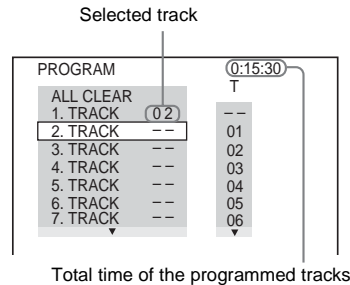 Selected track
PROGRAM 0:15:30
T
ALL CLEAR
1. TRACK 0 2 – –
2. TRACK – – 01
3. TRACK – – 02
4. TRACK – – 03
5. TRACK – – 04
6. TRACK – – 05
7. TRACK – – 06
Total time of the programmed tracks